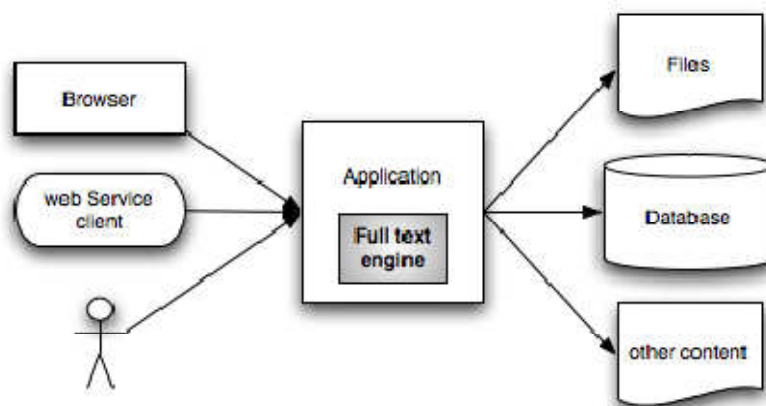 Browser
web Service
client
Application
Full text
engine
Files
Database
other content